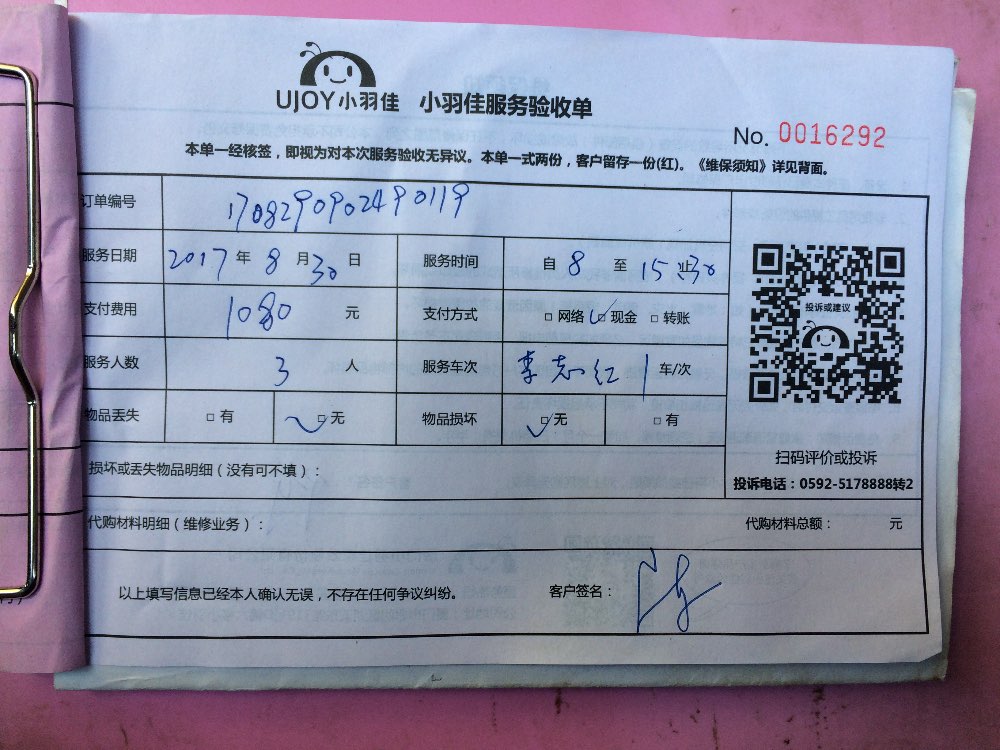 UJOY小羽佳 小羽佳服务验收单
No. 0016292
本单一经核签，即视为对本次服务验收无异议。本单一式两份，客户留存一份(红)。《维保须知》详见背面。
订单编号 1708290902490119
服务日期 2017 年 8 月 30 日 服务时间 自 8 至 15:30
支付费用 1080 元 支付方式 □ 网络 □ 现金 □ 转账
服务人数 3 人 服务车次 李志红 1 车/次
物品丢失 □ 有 □ 无 物品损坏 □ 无 □ 有
投诉或建议
扫码评价或投诉
投诉电话：0592-5178888转2
损坏或丢失物品明细（没有可不填）：
代购材料明细（维修业务）： 代购材料总额： 元
以上填写信息已经本人确认无误，不存在任何争议纠纷。 客户签名：